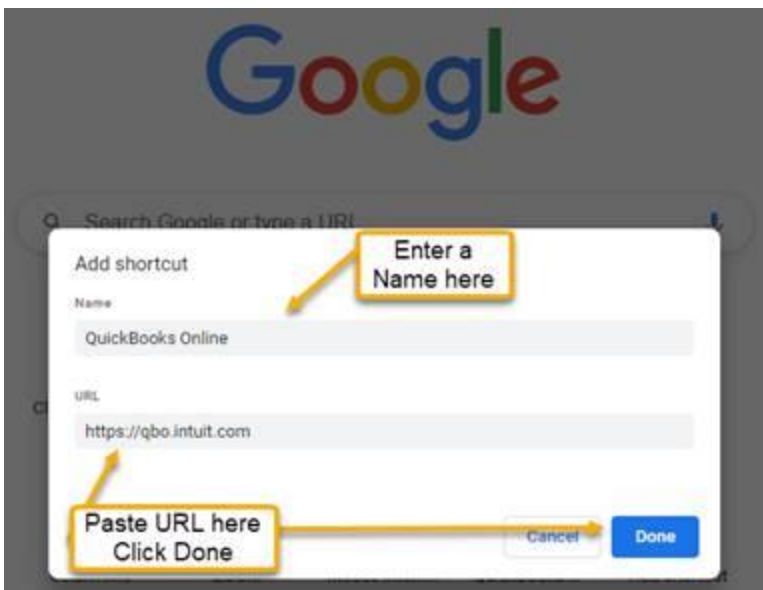 Google
Search Google or type a URL
Add shortcut
Enter a
Name here
Name
QuickBooks Online
URL
https://qbo.intuit.com
Paste URL here
Click Done
Cancel
Done